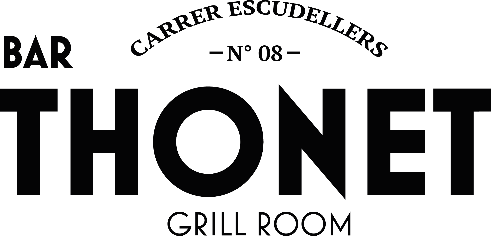 CARRER ESCUDELLERS
BAR
–N° 08–
THONET
GRILL ROOM